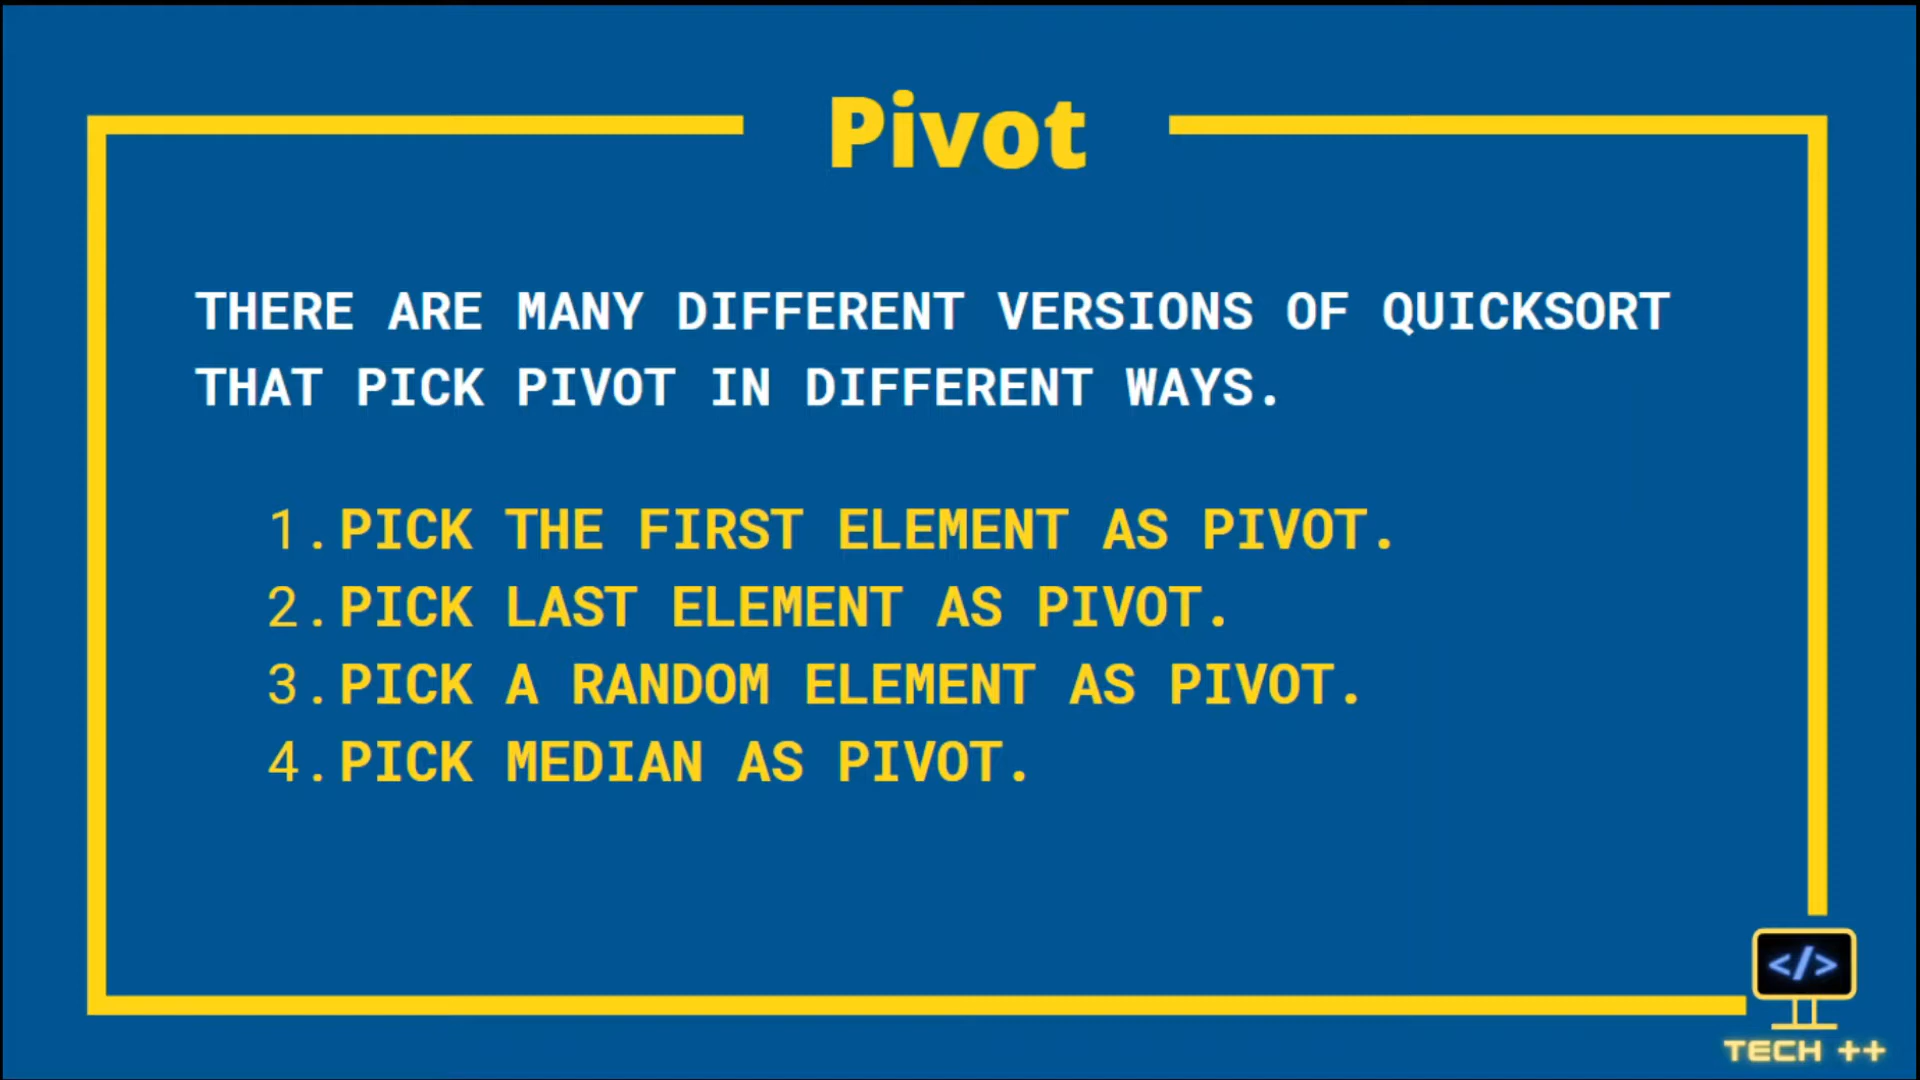 Pivot
THERE ARE MANY DIFFERENT VERSIONS OF QUICKSORT
THAT PICK PIVOT IN DIFFERENT WAYS.
1.PICK THE FIRST ELEMENT AS PIVOT.
2.PICK LAST ELEMENT AS PIVOT.
3.PICK A RANDOM ELEMENT AS PIVOT.
4.PICK MEDIAN AS PIVOT.
</>
TECH ++